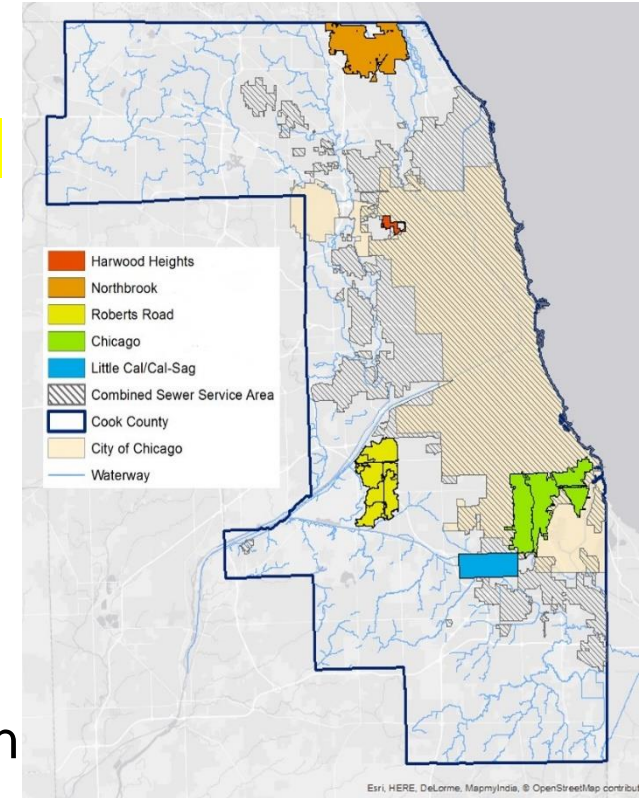 Harwood Heights
Northbrook
Roberts Road
Chicago
Little Cal/Cal-Sag
Combined Sewer Service Area
Cook County
City of Chicago
Waterway
n
Esri, HERE, DeLorme, MapmyIndia, © OpenStreetMap contribu